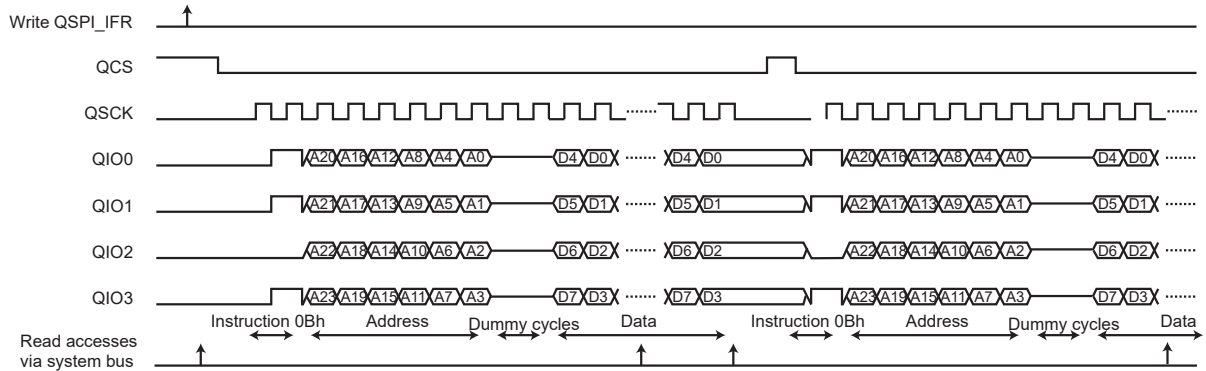 Write QSPI_IFR
QCS
QSCK
QIO0 A20 A16 A12 A8 A4 A0 D4 D0 D4 D0 A20 A16 A12 A8 A4 A0 D4 D0
QIO1 A21 A17 A13 A9 A5 A1 D5 D1 D5 D1 A21 A17 A13 A9 A5 A1 D5 D1
QIO2 A22 A18 A14 A10 A6 A2 D6 D2 D6 D2 A22 A18 A14 A10 A6 A2 D6 D2
QIO3 A23 A19 A15 A11 A7 A3 D7 D3 D7 D3 A23 A19 A15 A11 A7 A3 D7 D3
Instruction 0Bh Address Dummy cycles Data Instruction 0Bh Address Dummy cycles Data
Read accesses
via system bus